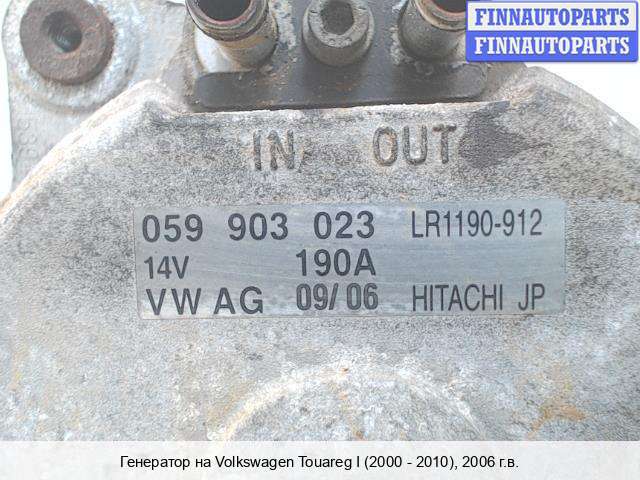 FINNAUTOPARTS
FINNAUTOPARTS
IN OUT
059 903 023 LR1190-912
14V 190A
VW AG 09/06 HITACHI JP
Генератор на Volkswagen Touareg I (2000 - 2010), 2006 г.в.